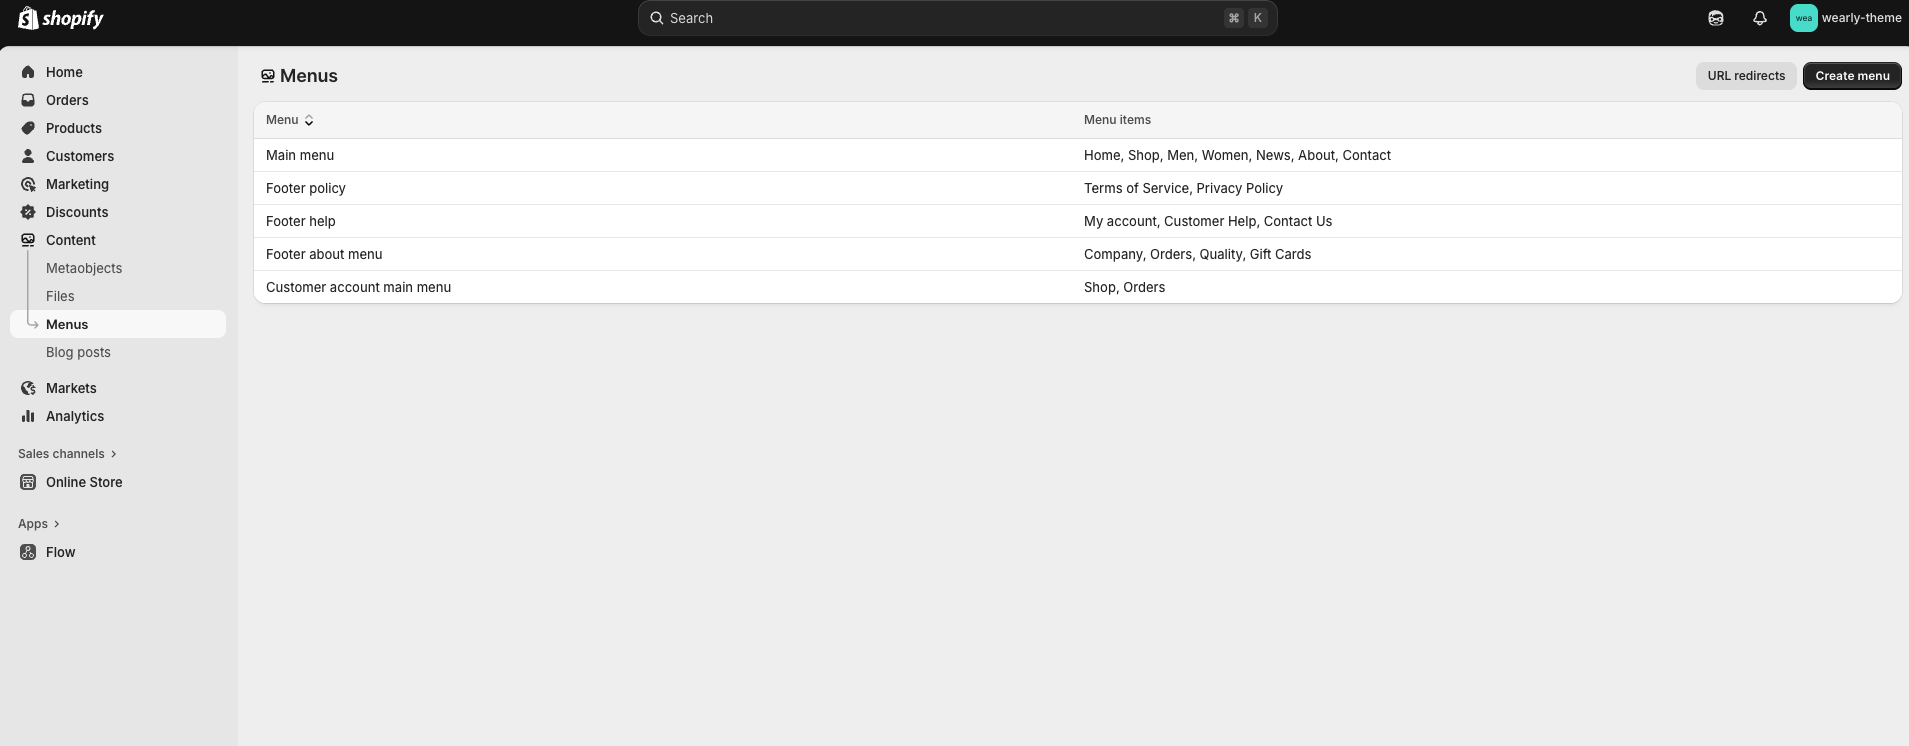 shopify
Search
⌘ K
wea
wearly-theme
Home
Orders
Products
Customers
Marketing
Discounts
Content
Metaobjects
Files
Menus
Blog posts
Markets
Analytics
Sales channels
Online Store
Apps
Flow
Menus
URL redirects
Create menu
Menu Menu items
Main menu Home, Shop, Men, Women, News, About, Contact
Footer policy Terms of Service, Privacy Policy
Footer help My account, Customer Help, Contact Us
Footer about menu Company, Orders, Quality, Gift Cards
Customer account main menu Shop, Orders